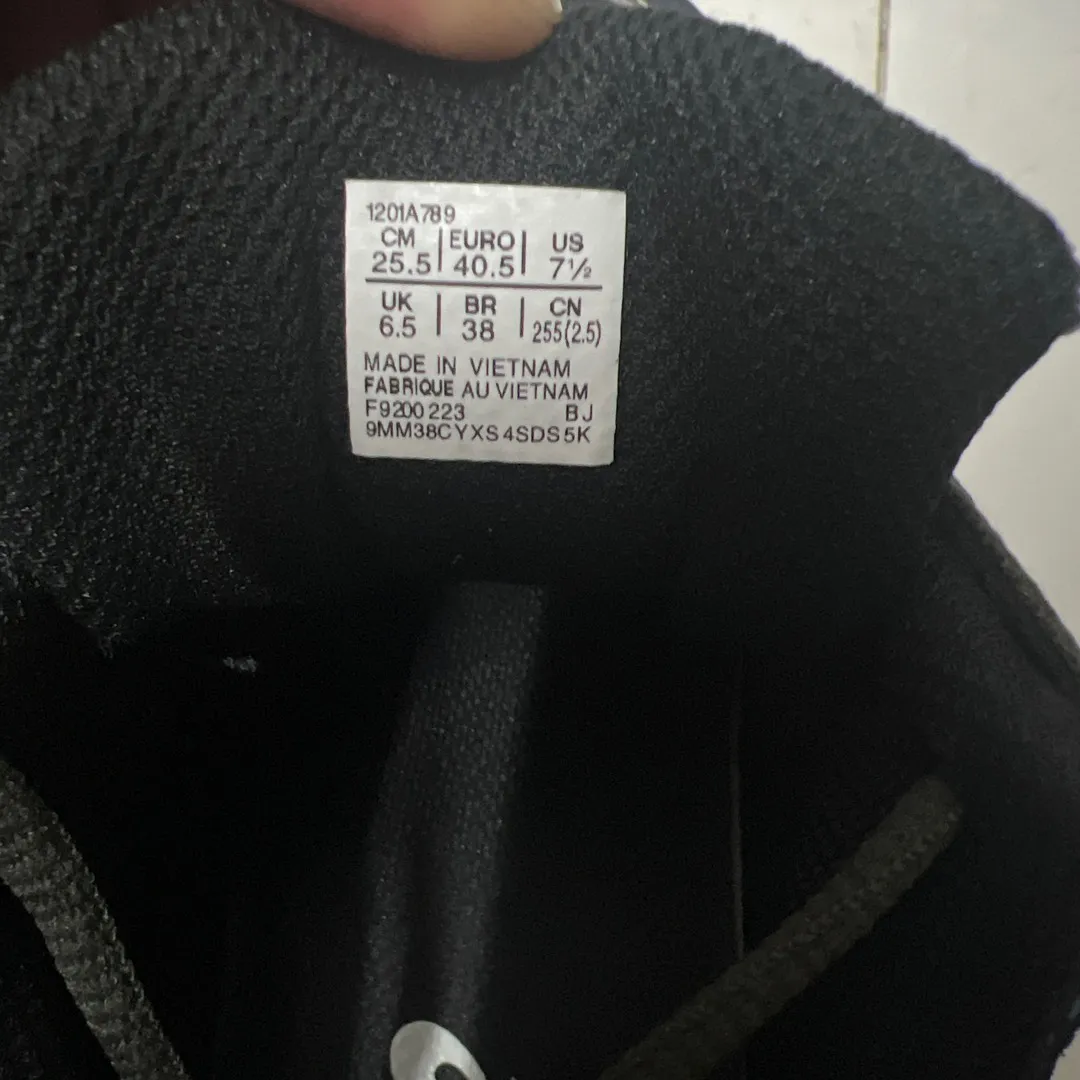 1201A789
CM | EURO | US
25.5 | 40.5 | 7½
UK | BR | CN
6.5 | 38 | 255(2.5)
MADE IN VIETNAM
FABRIQUE AU VIETNAM
F9200223 BJ
9MM38CYXS4SDS5K